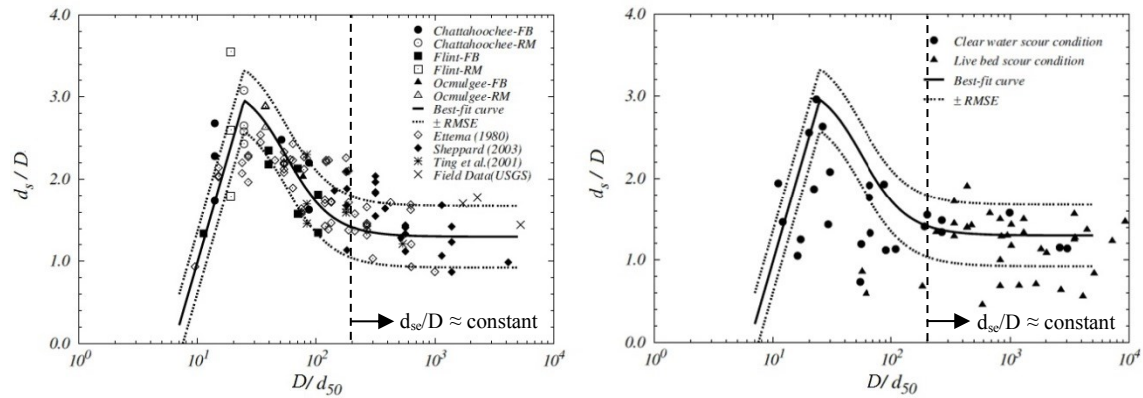 4.0
3.0
2.0
1.0
0.0
d_s / D
Chattahoochee-FB
Chattahoochee-RM
Flint-FB
Flint-RM
Ocmulgee-FB
Ocmulgee-RM
Best-fit curve
± RMSE
Ettema (1980)
Sheppard (2003)
Ting et al.(2001)
Field Data(USGS)
d_se/D ≈ constant
10^0 10^1 10^2 10^3 10^4
D/ d_50
4.0
3.0
2.0
1.0
0.0
d_s / D
Clear water scour condition
Live bed scour condition
Best-fit curve
± RMSE
d_se/D ≈ constant
10^0 10^1 10^2 10^3 10^4
D/ d_50